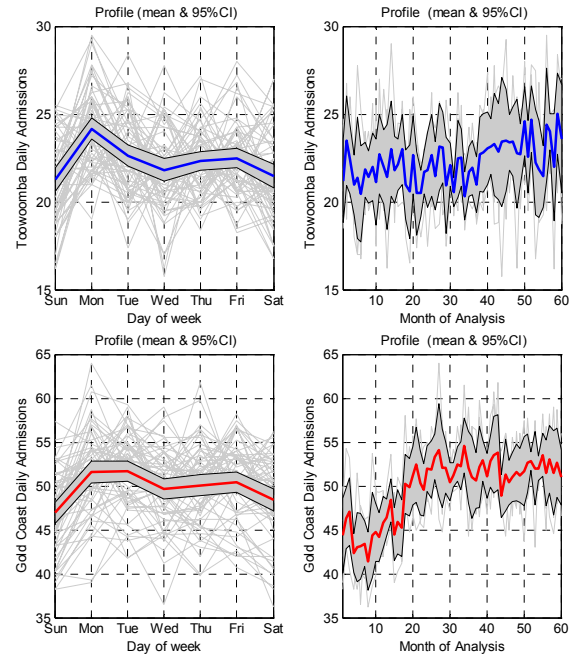 Profile (mean & 95%CI)
Toowoomba Daily Admissions
30
25
20
15
Sun Mon Tue Wed Thu Fri Sat
Day of week
Profile (mean & 95%CI)
Toowoomba Daily Admissions
30
25
20
15
10 20 30 40 50 60
Month of Analysis
Profile (mean & 95%CI)
Gold Coast Daily Admissions
65
60
55
50
45
40
35
Sun Mon Tue Wed Thu Fri Sat
Day of week
Profile (mean & 95%CI)
Gold Coast Daily Admissions
65
60
55
50
45
40
35
10 20 30 40 50 60
Month of Analysis